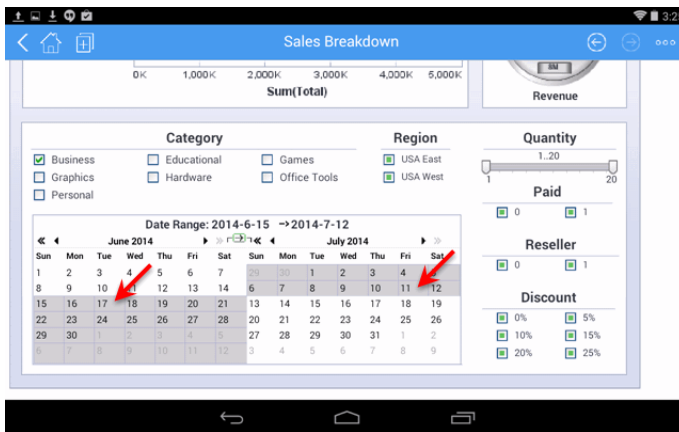 3:2
Sales Breakdown
0K 1,000K 2,000K 3,000K 4,000K 5,000K
Sum(Total)
Revenue
Category
Business Educational Games
Graphics Hardware Office Tools
Personal
Region
USA East
USA West
Quantity
1..20
1 20
Paid
0 1
Reseller
0 1
Discount
0% 5%
10% 15%
20% 25%
Date Range: 2014-6-15 →2014-7-12
« June 2014 » « July 2014 »
Sun Mon Tue Wed Thu Fri Sat Sun Mon Tue Wed Thu Fri Sat
1 2 3 4 5 6 7 29 30 1 2 3 4
8 9 10 12 13 14 6 7 8 9 10 11 12
15 16 17 18 19 20 21 13 14 15 16 17 18 19
22 23 24 25 26 27 28 20 21 22 23 24 25 26
29 30 1 2 3 4 5 27 28 29 30 31 1 2
6 7 8 9 10 11 12 3 4 5 6 7 8 9